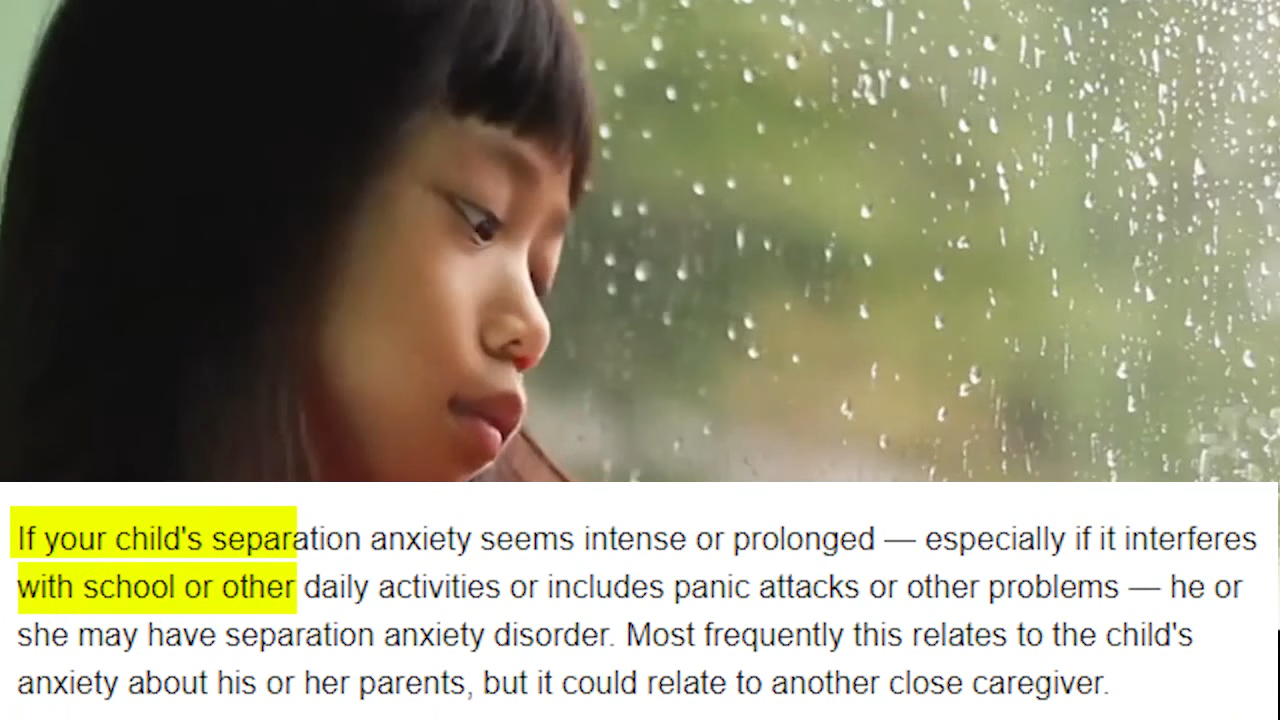 If your child's separation anxiety seems intense or prolonged — especially if it interferes
with school or other daily activities or includes panic attacks or other problems — he or
she may have separation anxiety disorder. Most frequently this relates to the child's
anxiety about his or her parents, but it could relate to another close caregiver.